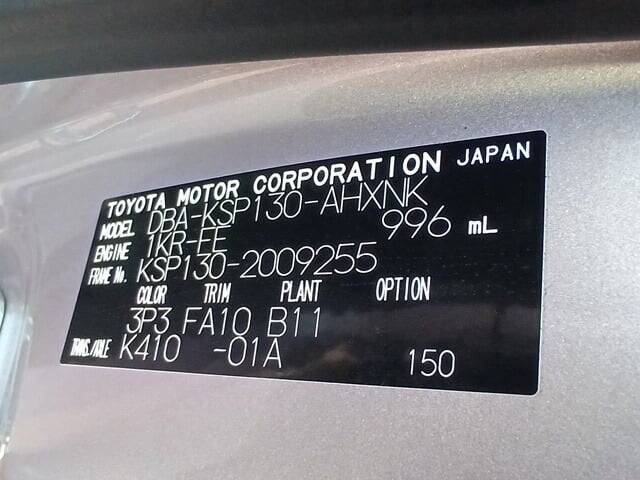 TOYOTA MOTOR CORPORATION JAPAN
MODEL DBA-KSP130-AHXNK
ENGINE 1KR-FE 996 mL
FRAME No. KSP130-2009255
COLOR TRIM PLANT OPTION
3P3 FA10 B11
TRANS./AXLE K410 -01A 150